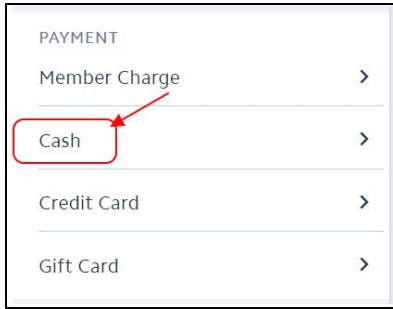 PAYMENT
Member Charge
Cash
Credit Card
Gift Card